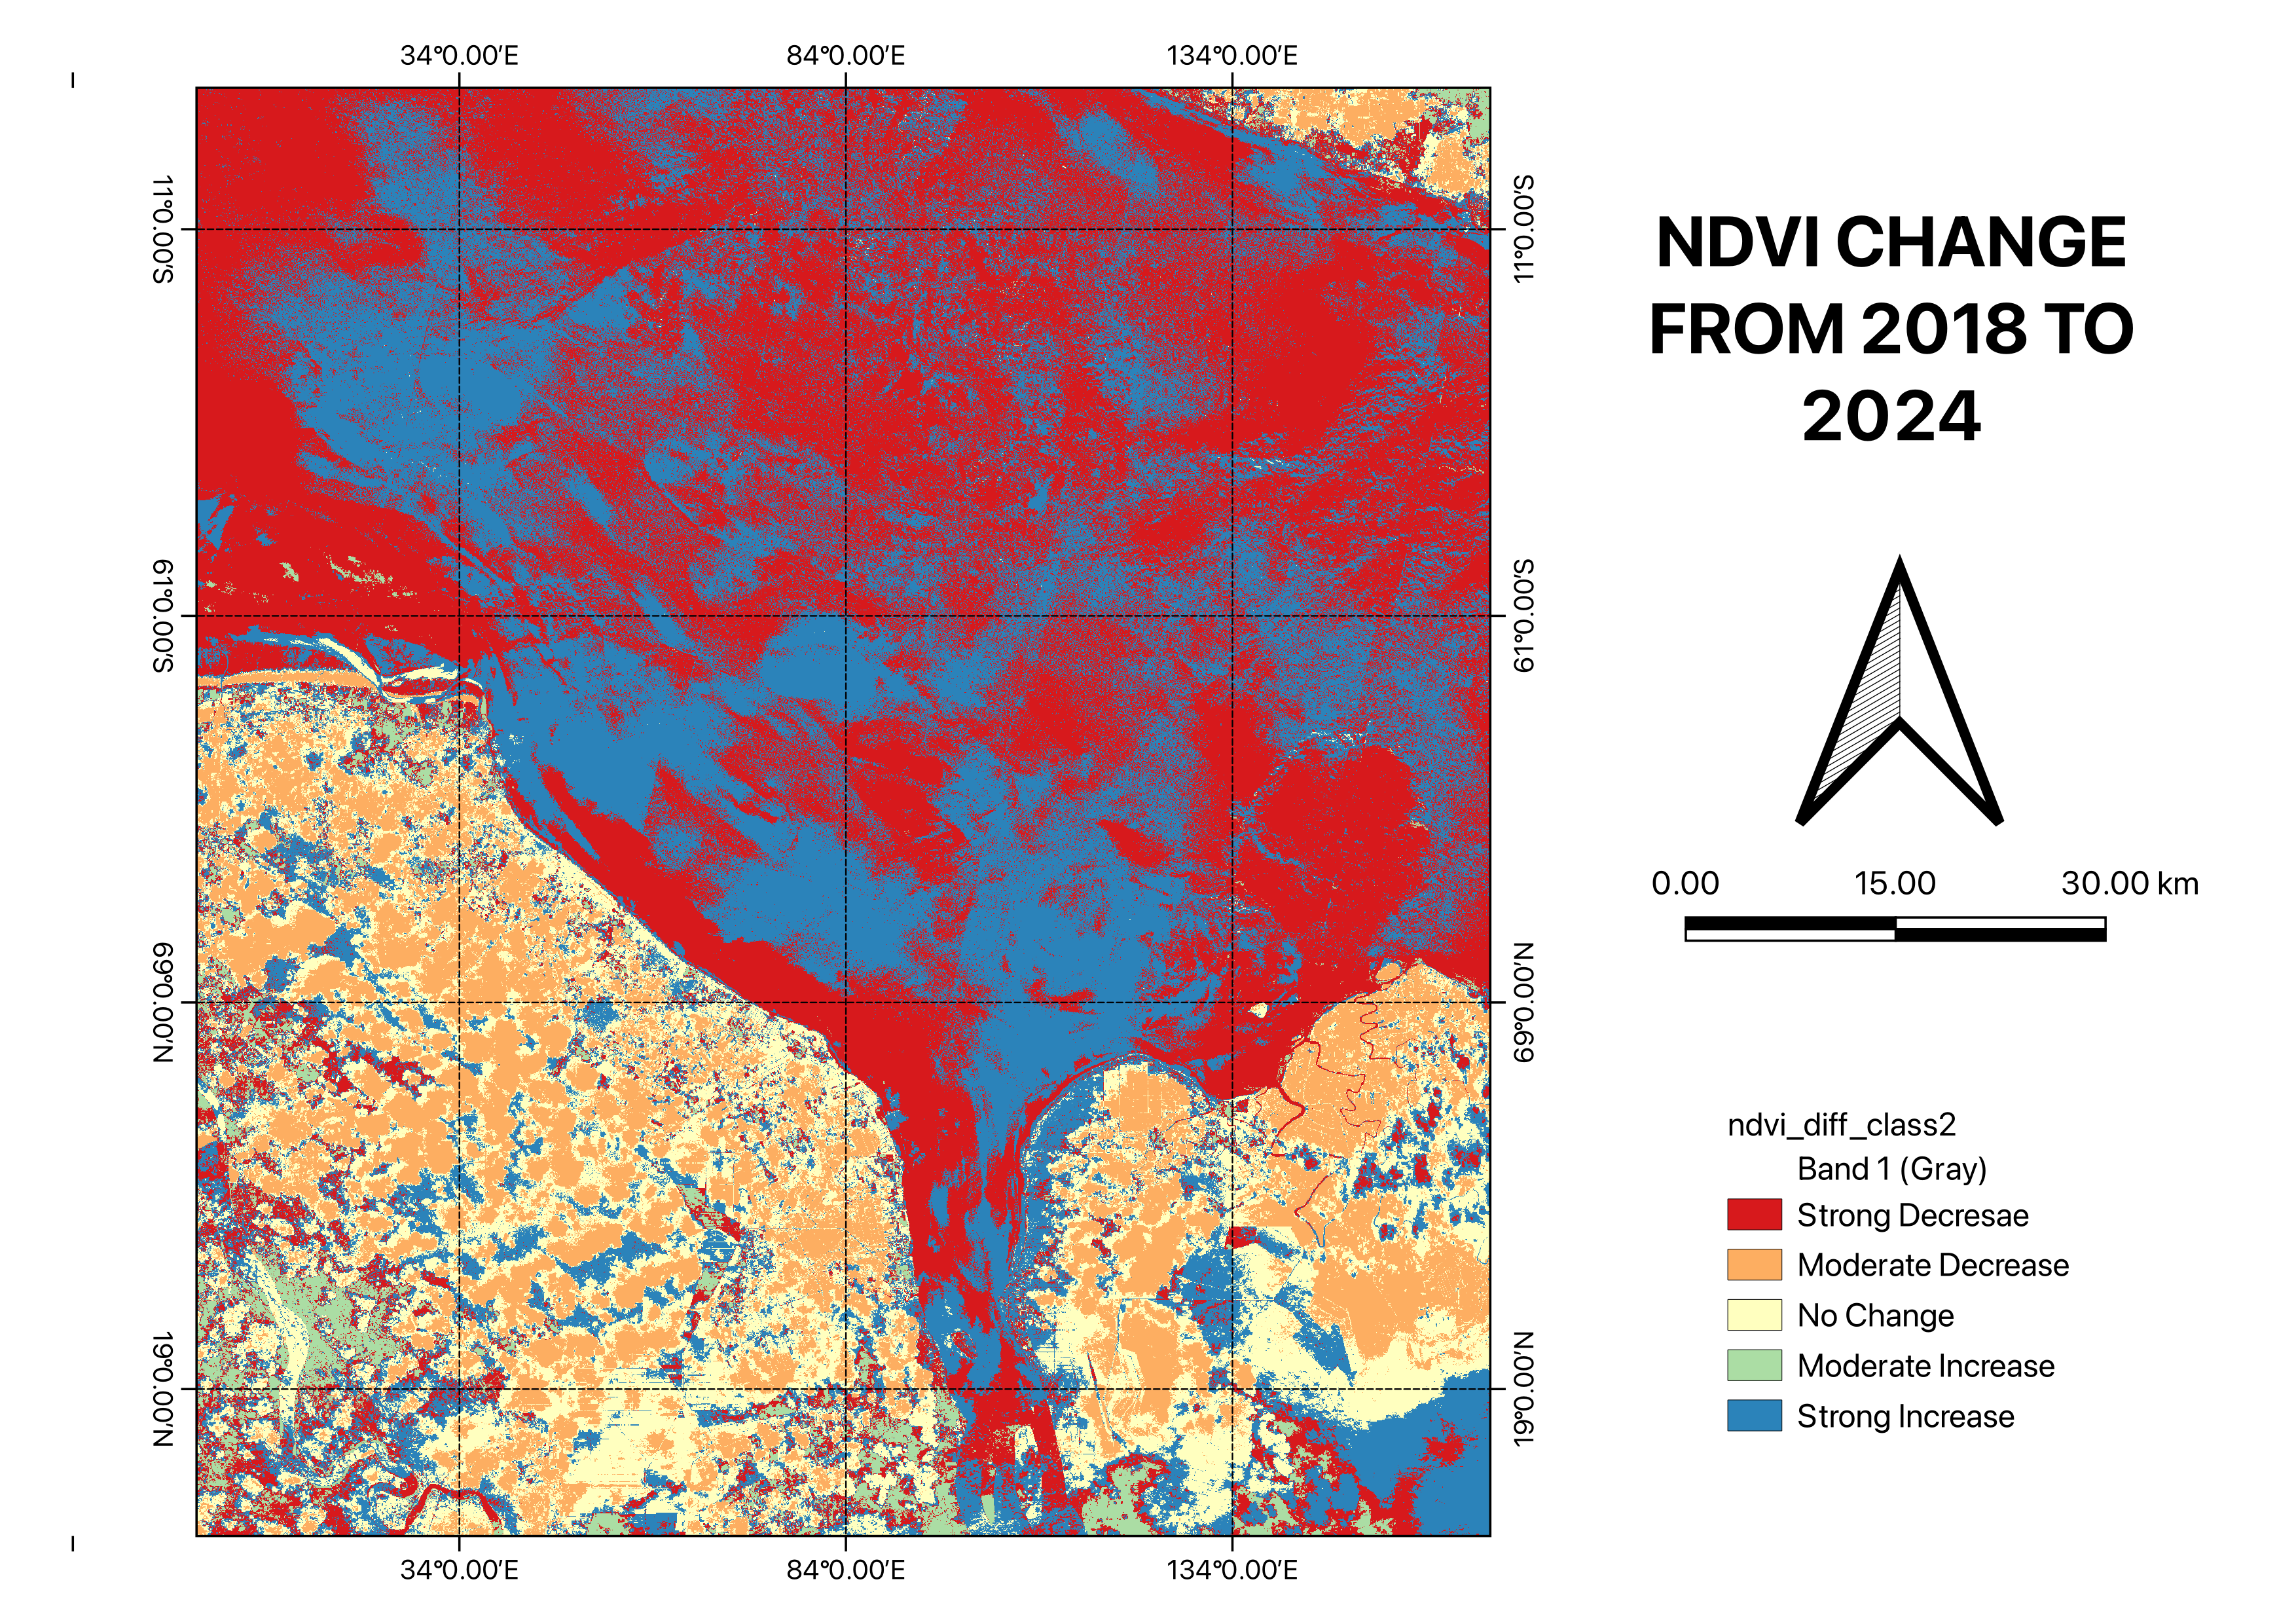 34°0.00′E 84°0.00′E 134°0.00′E
11°0.00′S
61°0.00′S
69°0.00′N
19°0.00′N
11°0.00′S
61°0.00′S
69°0.00′N
19°0.00′N
34°0.00′E 84°0.00′E 134°0.00′E
NDVI CHANGE
FROM 2018 TO
2024
0.00 15.00 30.00 km
ndvi_diff_class2
Band 1 (Gray)
Strong Decresae
Moderate Decrease
No Change
Moderate Increase
Strong Increase